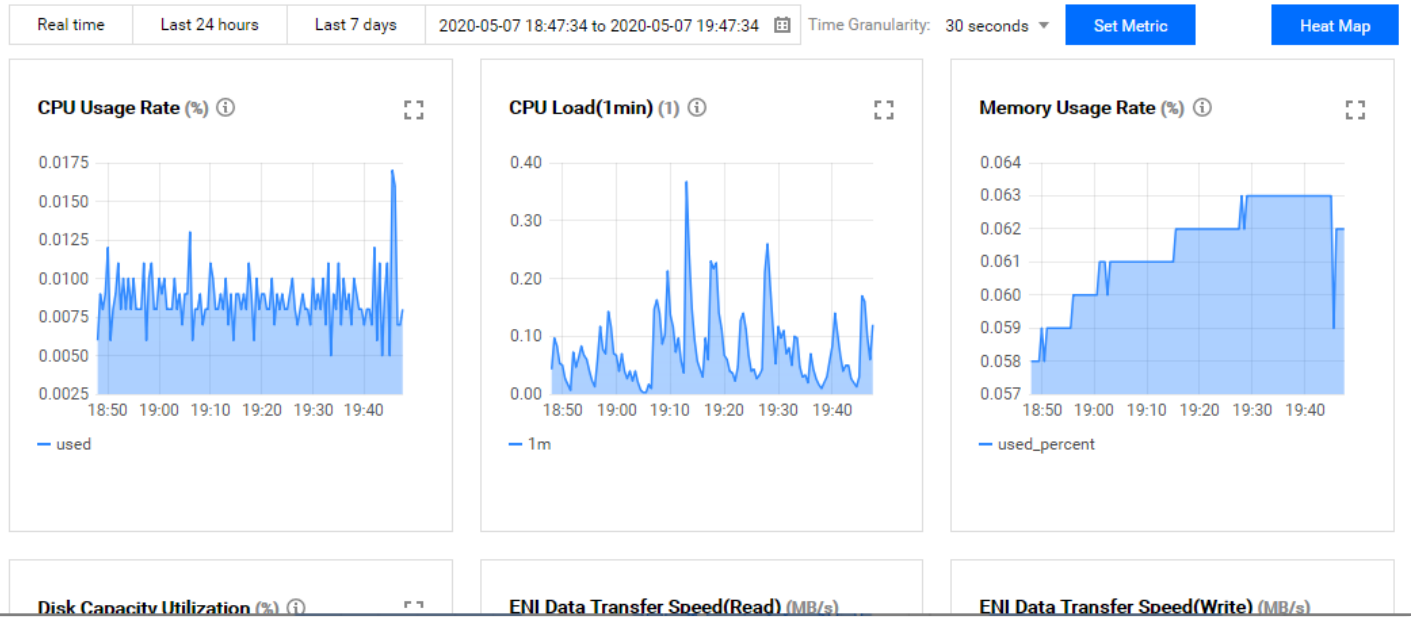 Real time Last 24 hours Last 7 days 2020-05-07 18:47:34 to 2020-05-07 19:47:34 Time Granularity: 30 seconds Set Metric Heat Map
CPU Usage Rate (%)
0.0175
0.0150
0.0125
0.0100
0.0075
0.0050
0.0025
18:50 19:00 19:10 19:20 19:30 19:40
used
CPU Load(1min) (1)
0.40
0.30
0.20
0.10
0.00
18:50 19:00 19:10 19:20 19:30 19:40
1m
Memory Usage Rate (%)
0.064
0.063
0.062
0.061
0.060
0.059
0.058
0.057
18:50 19:00 19:10 19:20 19:30 19:40
used_percent
Disk Capacity Utilization (%)
ENI Data Transfer Speed(Read) (MB/s)
ENI Data Transfer Speed(Write) (MB/s)